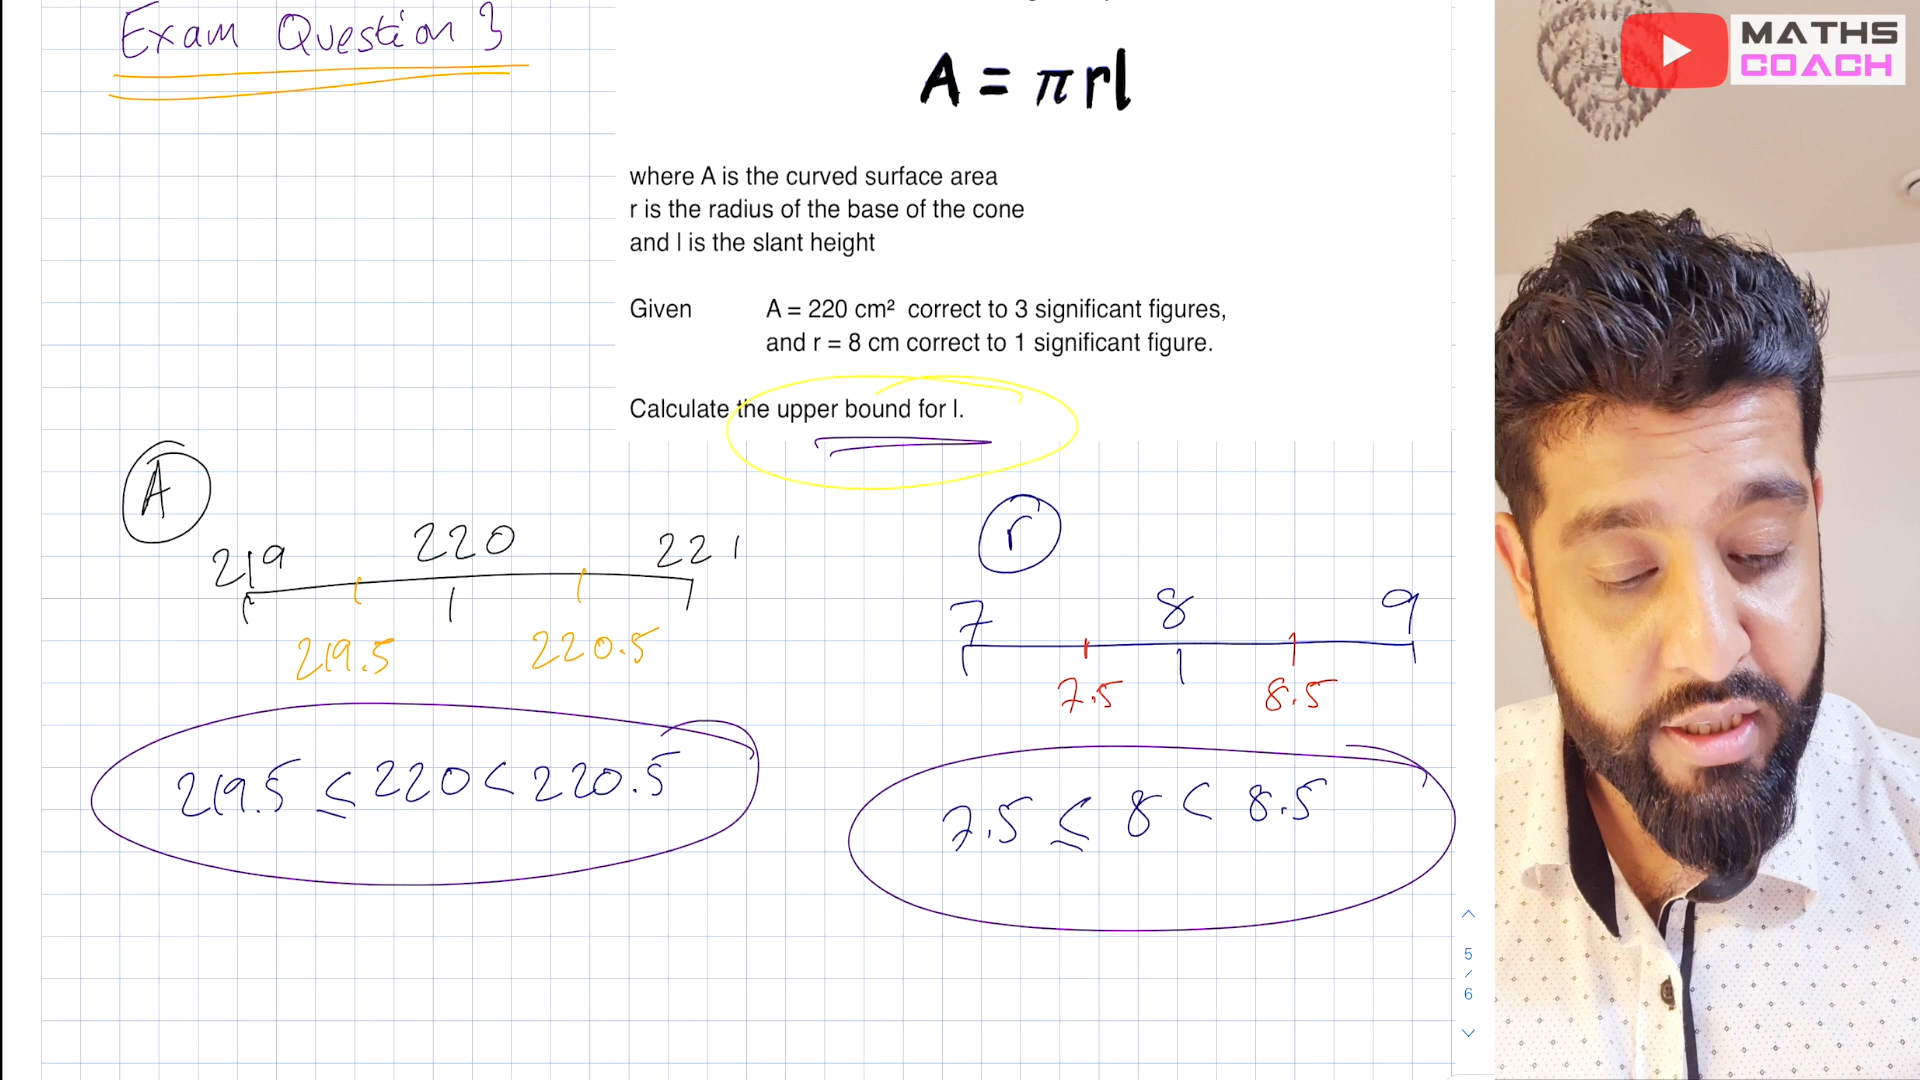 Exam Question 3
A = πrl
where A is the curved surface area
r is the radius of the base of the cone
and l is the slant height
Given A = 220 cm² correct to 3 significant figures,
and r = 8 cm correct to 1 significant figure.
Calculate the upper bound for l.
A
219 220 221
219.5 220.5
219.5 ≤ 220 < 220.5
r
7 8 9
7.5 8.5
7.5 ≤ 8 < 8.5
5
/
6
MATHS
COACH